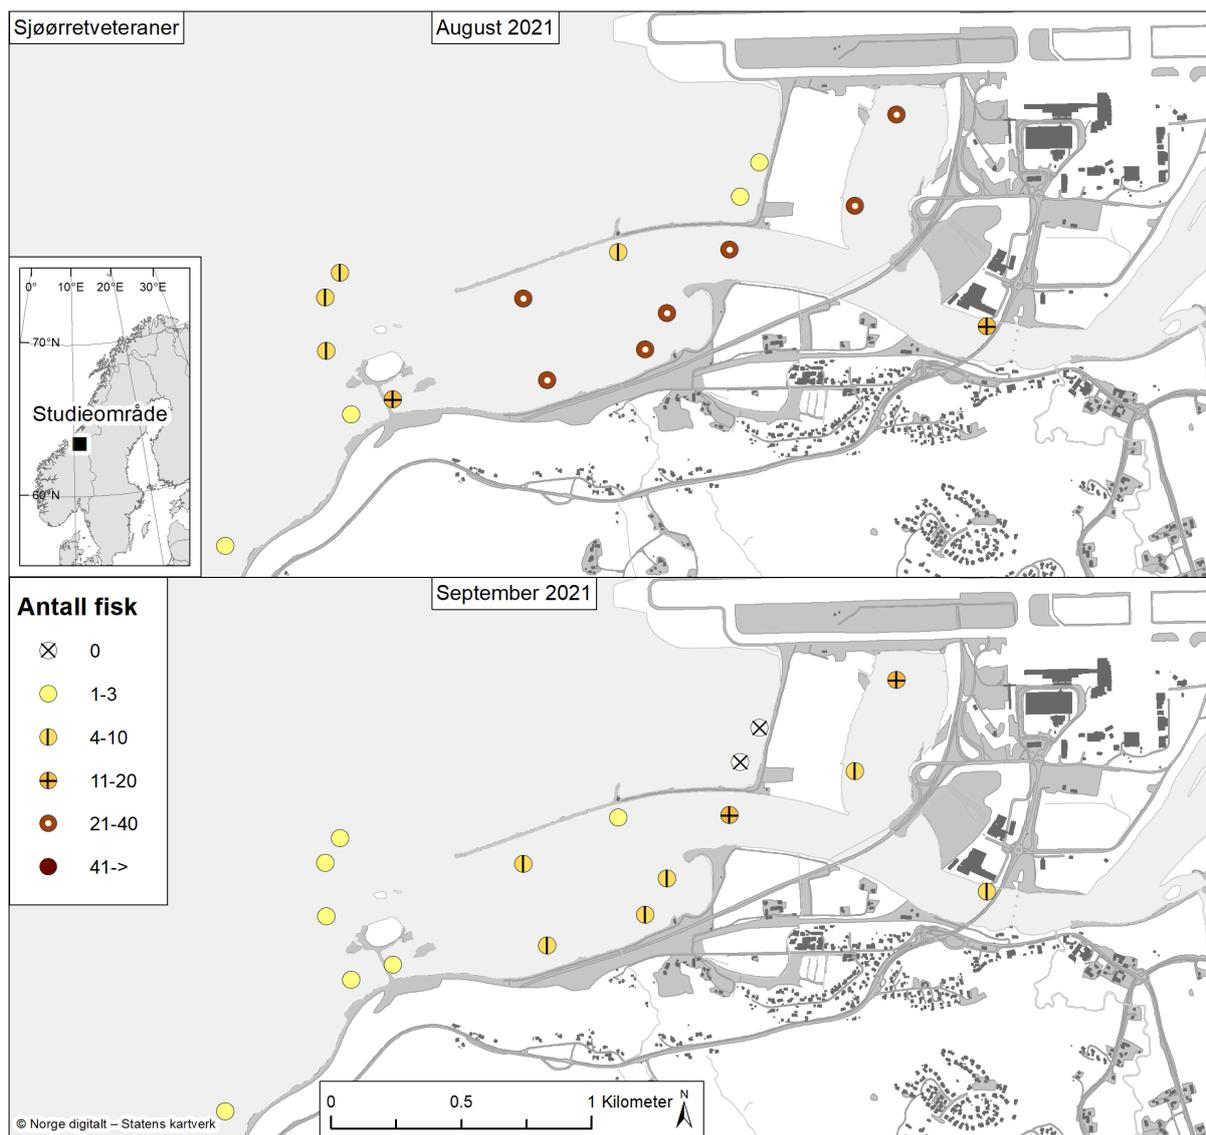 Sjøørretveteraner
August 2021
0° 10°E 20°E 30°E
70°N
Studieområde
60°N
September 2021
Antall fisk
0
1-3
4-10
11-20
21-40
41->
0 0.5 1 Kilometer N
© Norge digitalt – Statens kartverk